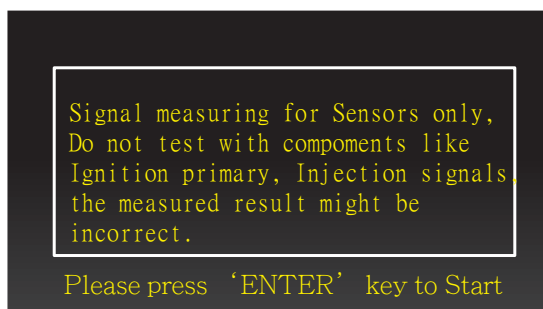 Signal measuring for Sensors only,
Do not test with compoments like
Ignition primary, Injection signals,
the measured result might be
incorrect.
Please press ‘ENTER’ key to Start